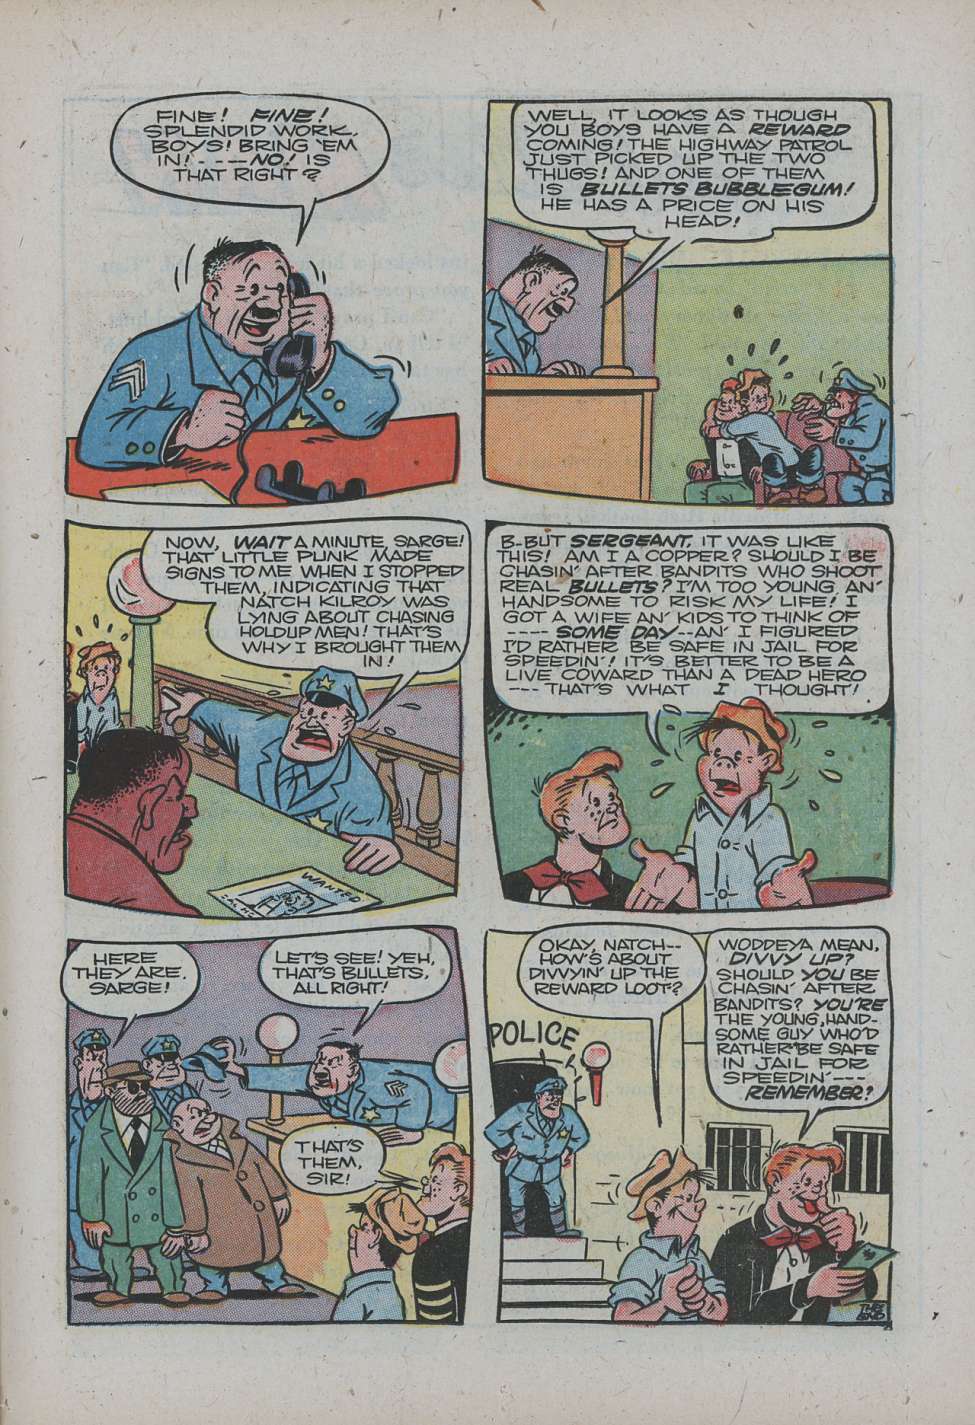 FINE! FINE!
SPLENDID WORK,
BOYS! BRING 'EM
IN!----NO! IS
THAT RIGHT?
WELL, IT LOOKS AS THOUGH
YOU BOYS HAVE A REWARD
COMING! THE HIGHWAY PATROL
JUST PICKED UP THE TWO
THUGS! AND ONE OF THEM
IS BULLETS BUBBLEGUM!
HE HAS A PRICE ON HIS
HEAD!
NOW, WAIT A MINUTE SARGE!
THAT LITTLE PUNK MADE
SIGNS TO ME WHEN I STOPPED
THEM, INDICATING THAT
NATCH KILROY WAS
LYING ABOUT CHASING
HOLDUP MEN! THAT'S
WHY I BROUGHT THEM
IN!
WANTED
B-BUT SERGEANT, IT WAS LIKE
THIS! AM I A COPPER? SHOULD I BE
CHASIN' AFTER BANDITS WHO SHOOT
REAL BULLETS? I'M TOO YOUNG AN'
HANDSOME TO RISK MY LIFE! I
GOT A WIFE AN' KIDS TO THINK OF
---- SOME DAY--AN' I FIGURED
I'D RATHER BE SAFE IN JAIL FOR
SPEEDIN'! IT'S BETTER TO BE A
LIVE COWARD THAN A DEAD HERO
--- THAT'S WHAT I THOUGHT!
HERE
THEY ARE,
SARGE!
LET'S SEE! YEH,
THAT'S BULLETS,
ALL RIGHT!
THAT'S
THEM,
SIR!
OKAY, NATCH--
HOW'S ABOUT
DIVVYIN' UP THE
REWARD LOOT?
WODDEYA MEAN,
DIVVY UP?
SHOULD YOU BE
CHASIN' AFTER
BANDITS? YOU'RE
THE YOUNG, HAND-
SOME GUY WHO'D
RATHER BE SAFE
IN JAIL FOR
SPEEDIN'---
REMEMBER?
POLICE
THE
END